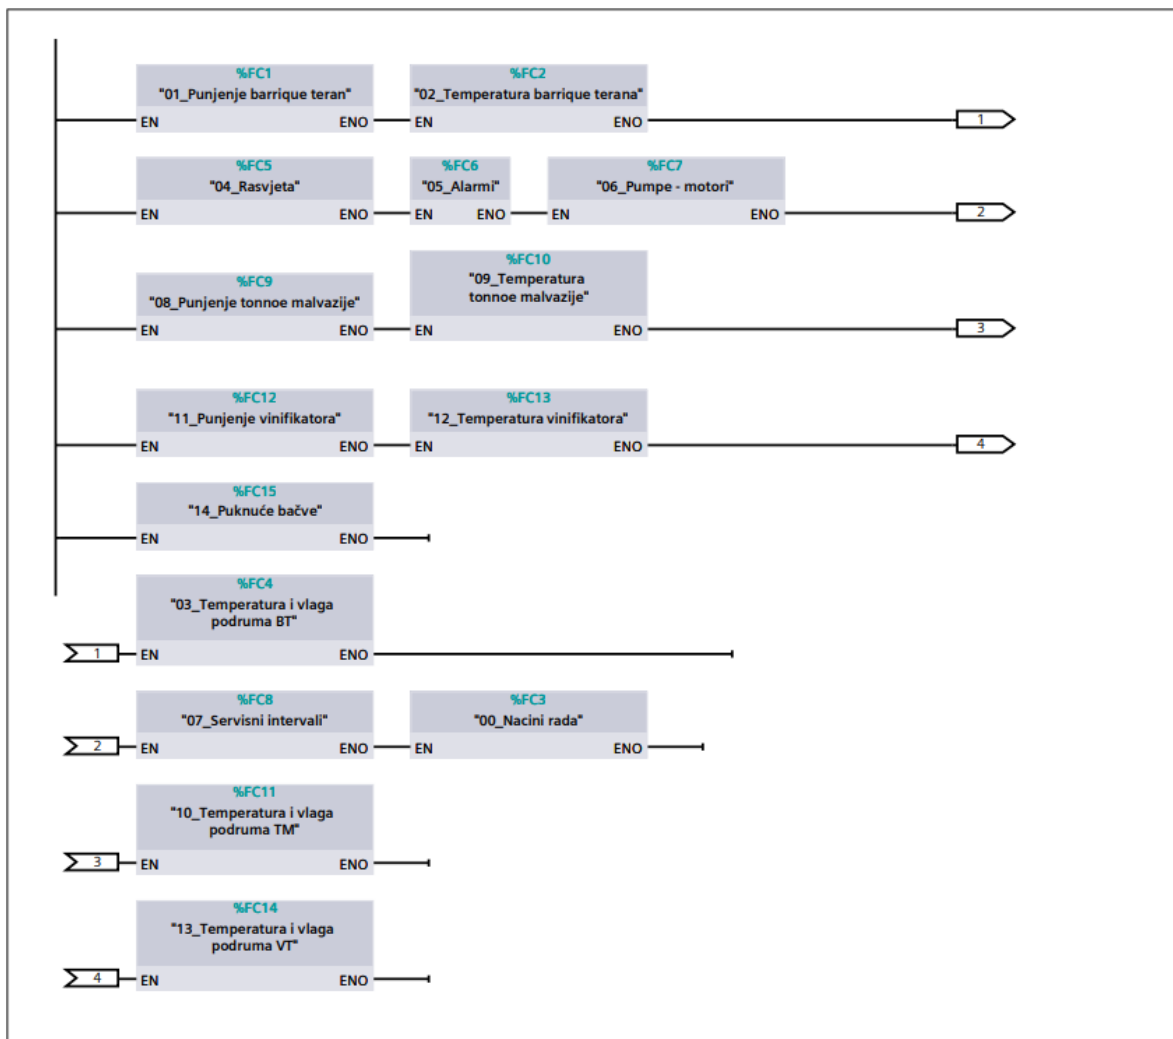 %FC1
"01_Punjenje barrique teran"
EN ENO
%FC2
"02_Temperatura barrique terana"
EN ENO
1
%FC5
"04_Rasvjeta"
EN ENO
%FC6
"05_Alarmi"
EN ENO
%FC7
"06_Pumpe - motori"
EN ENO
2
%FC9
"08_Punjenje tonnoe malvazije"
EN ENO
%FC10
"09_Temperatura
tonnoe malvazije"
EN ENO
3
%FC12
"11_Punjenje vinifikatora"
EN ENO
%FC13
"12_Temperatura vinifikatora"
EN ENO
4
%FC15
"14_Puknuće bačve"
EN ENO
%FC4
"03_Temperatura i vlaga
podruma BT"
1
EN ENO
%FC8
"07_Servisni intervali"
2
EN ENO
%FC3
"00_Nacini rada"
EN ENO
%FC11
"10_Temperatura i vlaga
podruma TM"
3
EN ENO
%FC14
"13_Temperatura i vlaga
podruma VT"
4
EN ENO